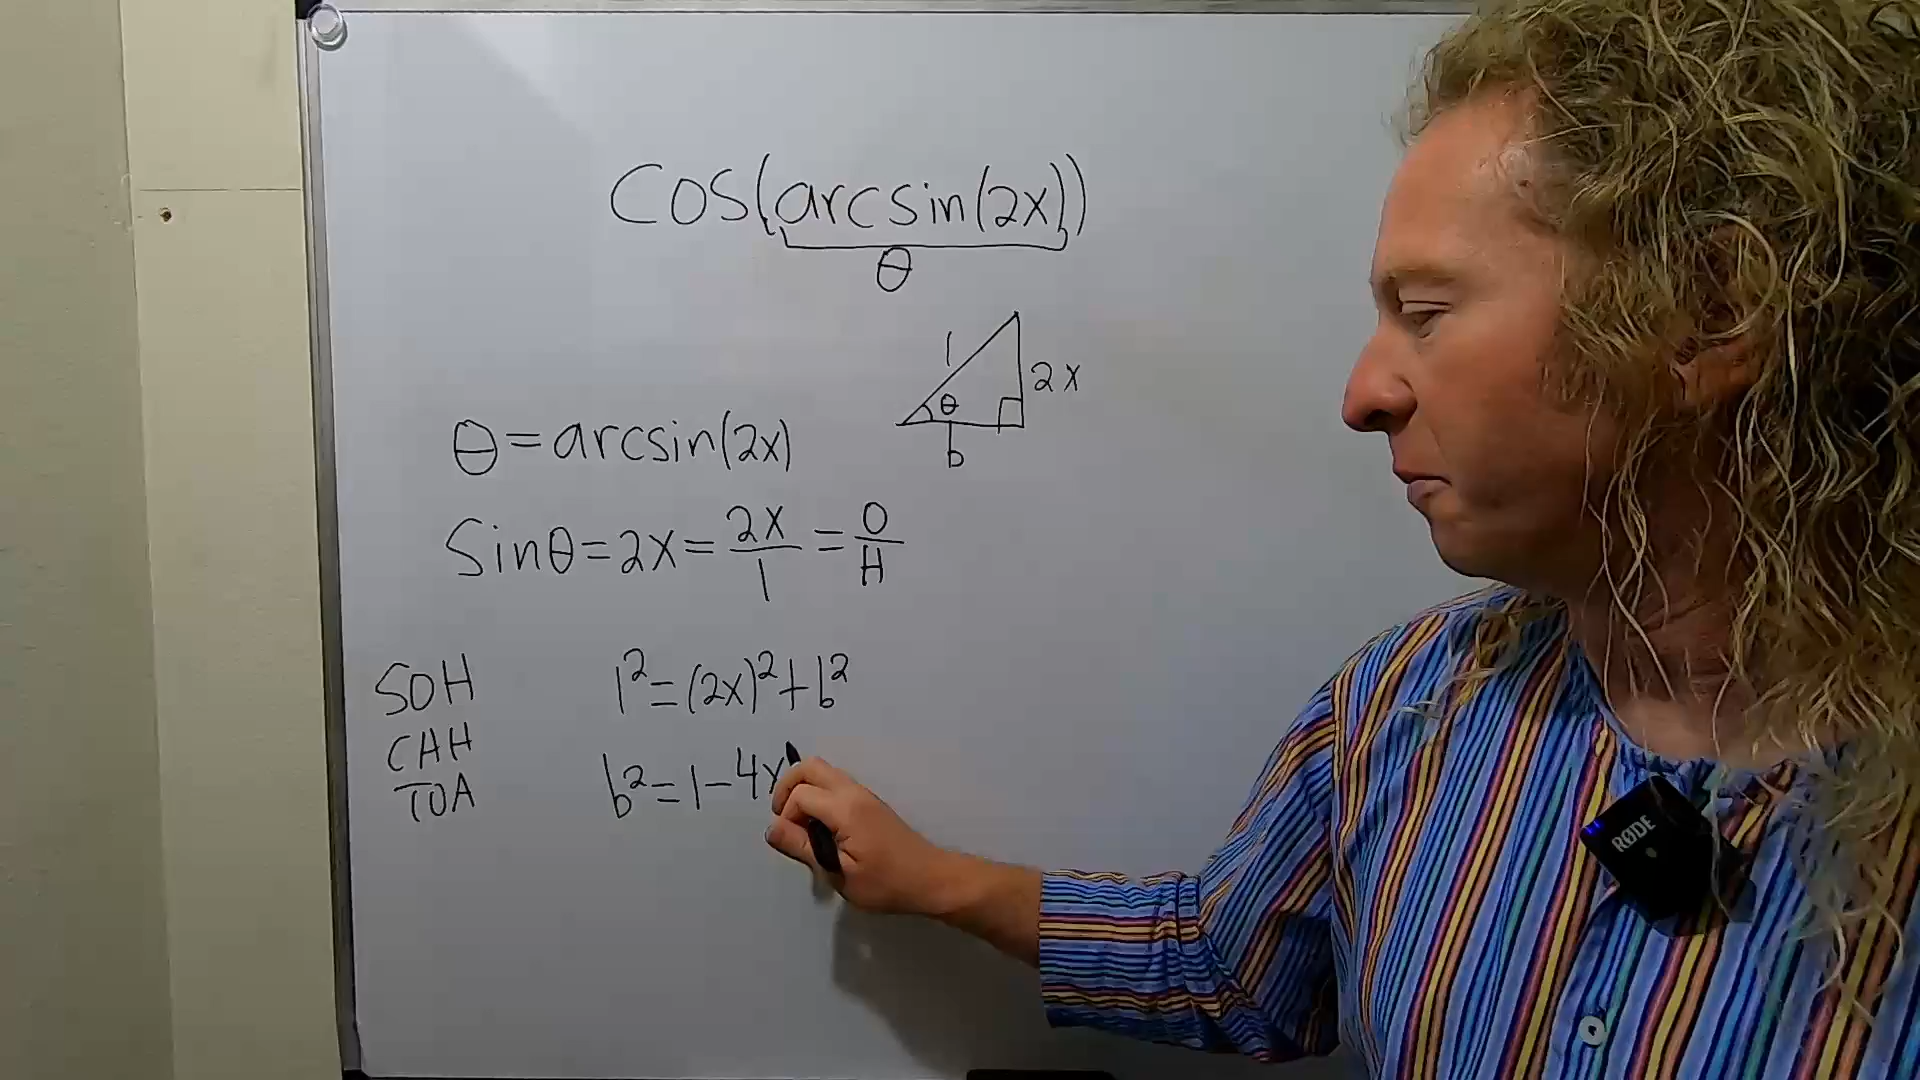 cos(arcsin(2x))
θ
1
2x
θ
b
θ=arcsin(2x)
Sinθ=2x=2x/1=O/H
SOH
CAH
TOA
1²=(2x)²+b²
b²=1-4x
RØDE